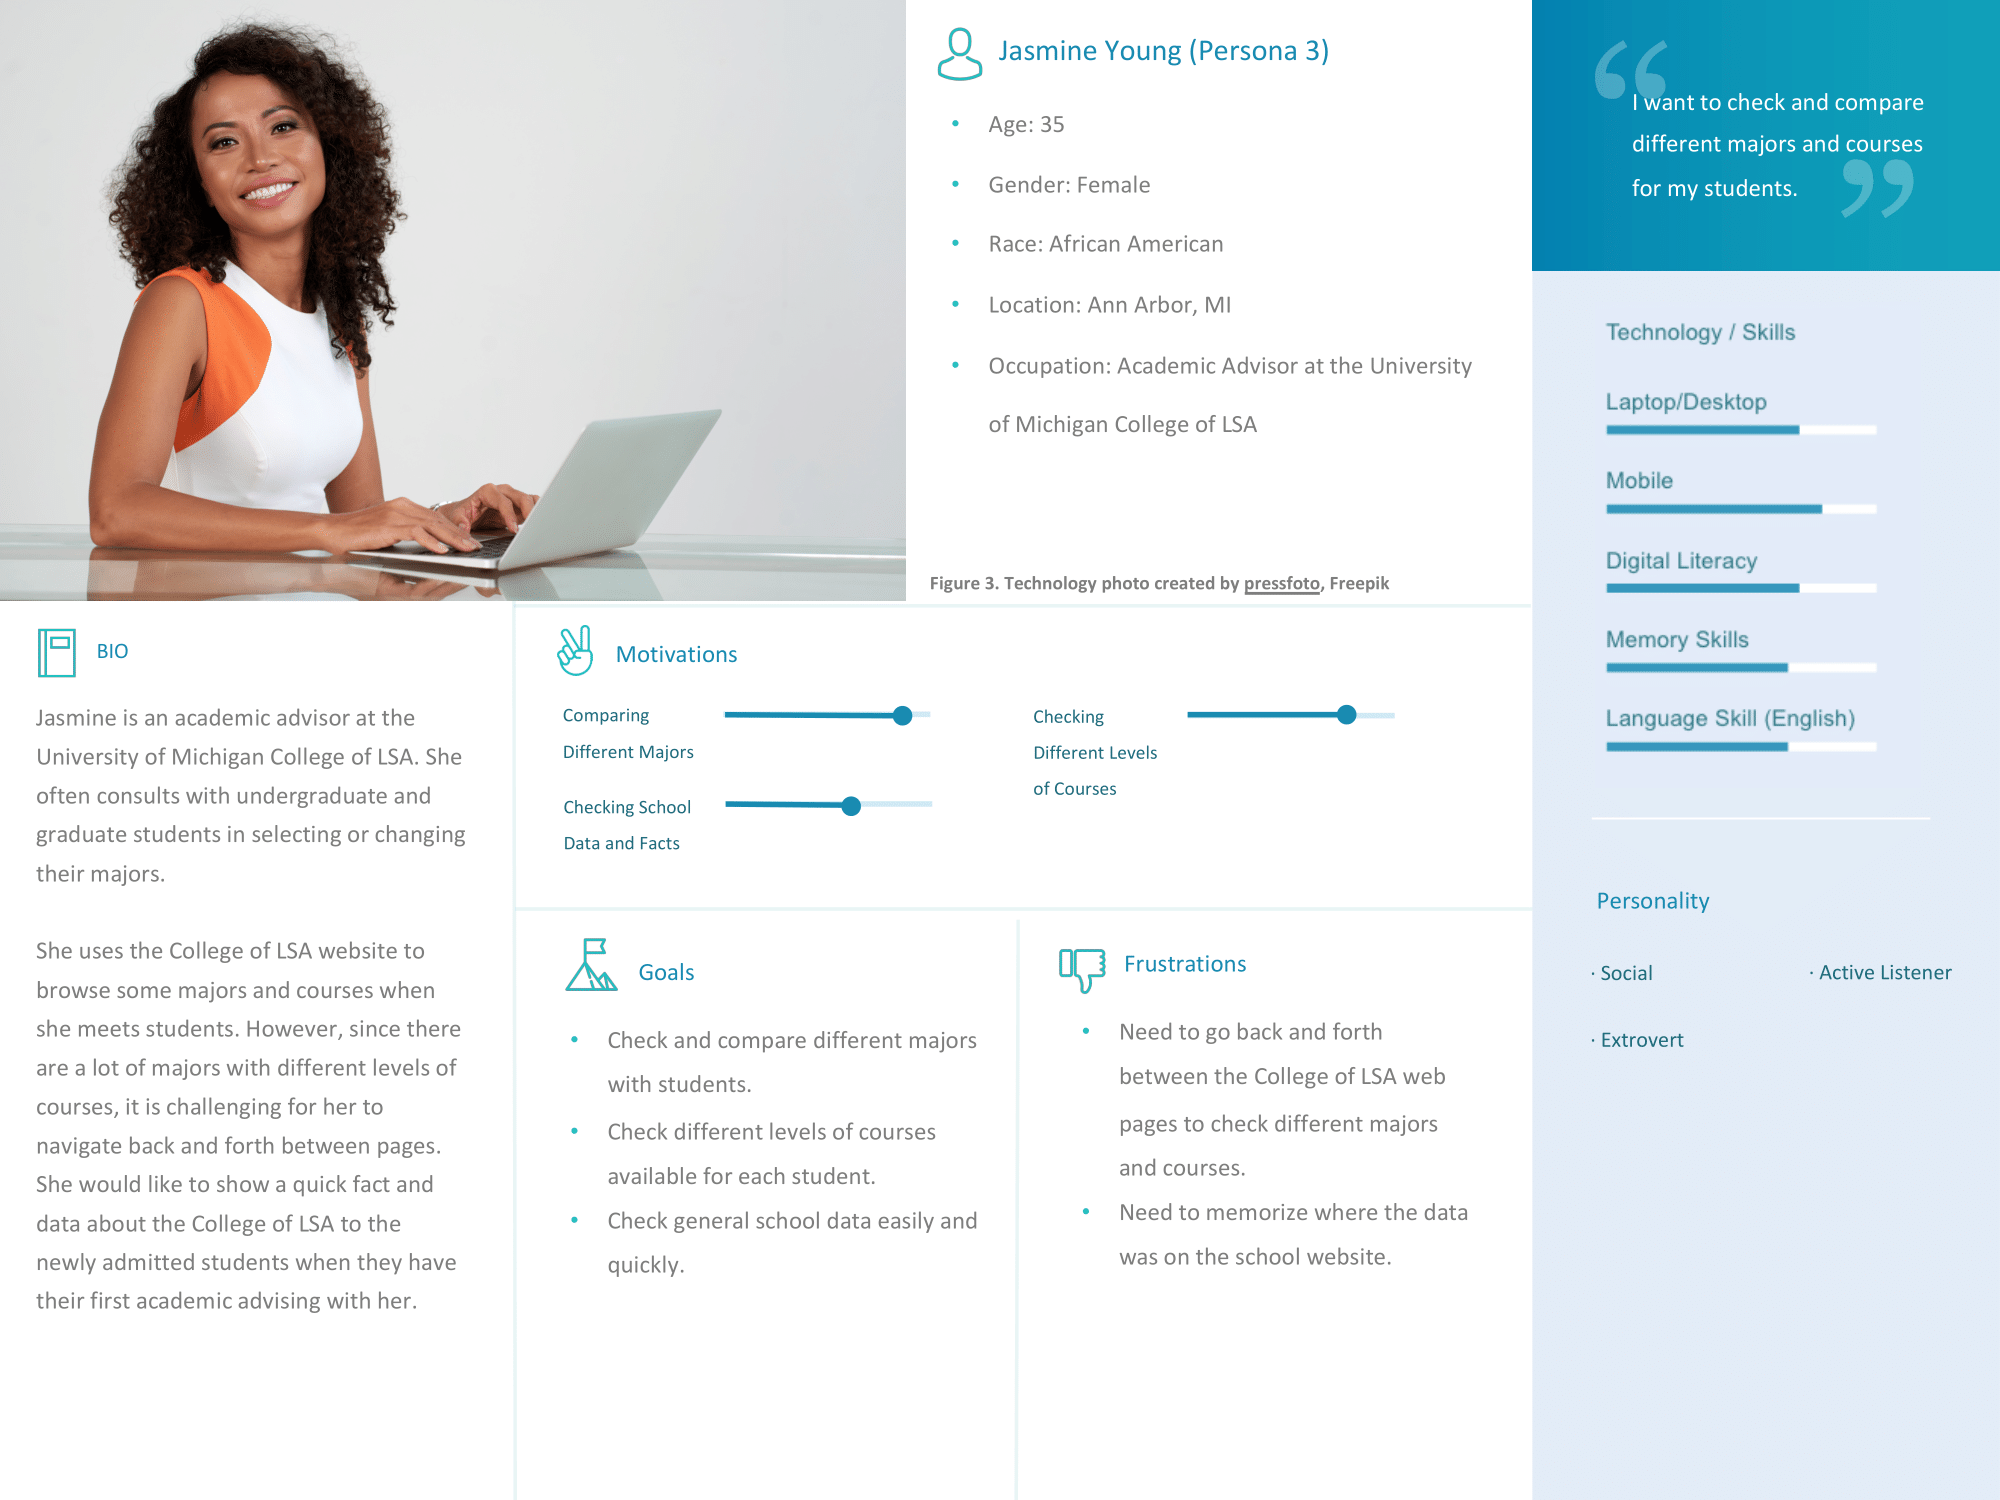 Jasmine Young (Persona 3)
• Age: 35
• Gender: Female
• Race: African American
• Location: Ann Arbor, MI
• Occupation: Academic Advisor at the University
of Michigan College of LSA
Figure 3. Technology photo created by pressfoto, Freepik
“
I want to check and compare
different majors and courses
for my students.
”
Technology / Skills
Laptop/Desktop
Mobile
Digital Literacy
Memory Skills
Language Skill (English)
Personality
· Social
· Active Listener
· Extrovert
BIO
Jasmine is an academic advisor at the
University of Michigan College of LSA. She
often consults with undergraduate and
graduate students in selecting or changing
their majors.
She uses the College of LSA website to
browse some majors and courses when
she meets students. However, since there
are a lot of majors with different levels of
courses, it is challenging for her to
navigate back and forth between pages.
She would like to show a quick fact and
data about the College of LSA to the
newly admitted students when they have
their first academic advising with her.
Motivations
Comparing
Different Majors
Checking School
Data and Facts
Checking
Different Levels
of Courses
Goals
• Check and compare different majors
with students.
• Check different levels of courses
available for each student.
• Check general school data easily and
quickly.
Frustrations
• Need to go back and forth
between the College of LSA web
pages to check different majors
and courses.
• Need to memorize where the data
was on the school website.